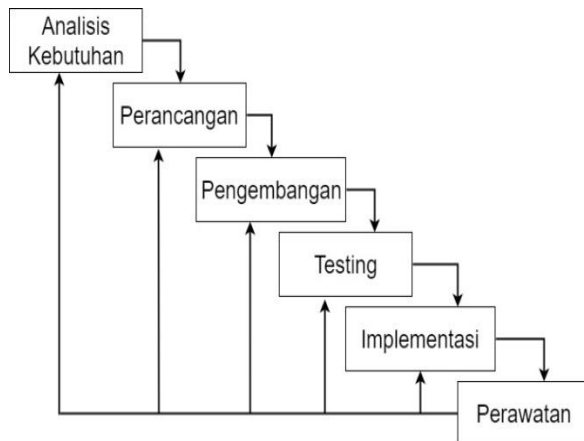 Analisis
Kebutuhan
Perancangan
Pengembangan
Testing
Implementasi
Perawatan